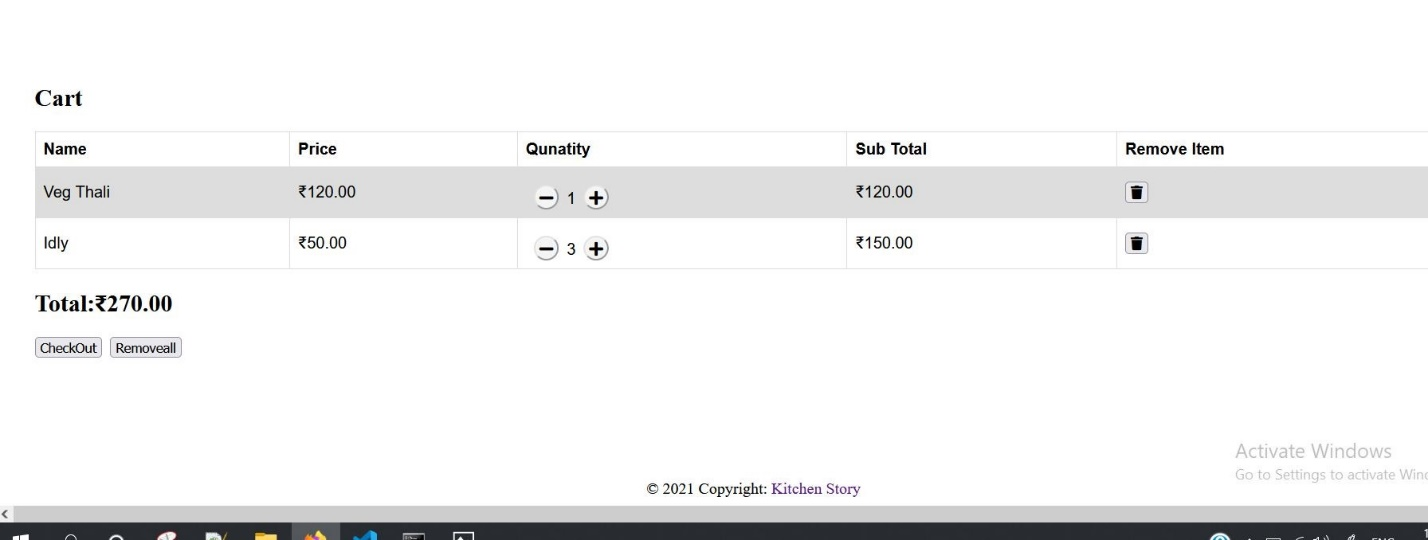 Cart
Name Price Qunatity Sub Total Remove Item
Veg Thali ₹120.00 1 ₹120.00
Idly ₹50.00 3 ₹150.00
Total:₹270.00
CheckOut Removeall
Activate Windows
Go to Settings to activate
© 2021 Copyright: Kitchen Story